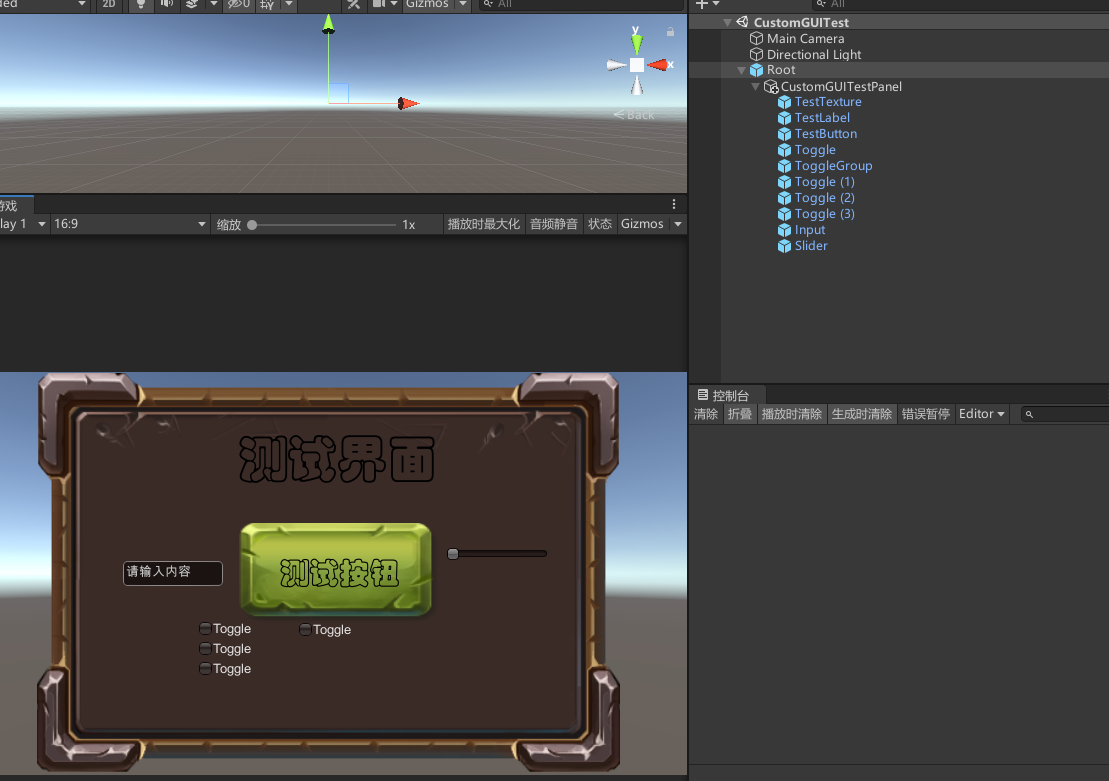 2D
0
Gizmos
All
y
x
Back
游戏
lay 1
16:9
缩放
1x
播放时最大化
音频静音
状态
Gizmos
测试界面
请输入内容
测试按钮
Toggle
Toggle
Toggle
Toggle
All
CustomGUITest
Main Camera
Directional Light
Root
CustomGUITestPanel
TestTexture
TestLabel
TestButton
Toggle
ToggleGroup
Toggle (1)
Toggle (2)
Toggle (3)
Input
Slider
控制台
清除
折叠
播放时清除
生成时清除
错误暂停
Editor